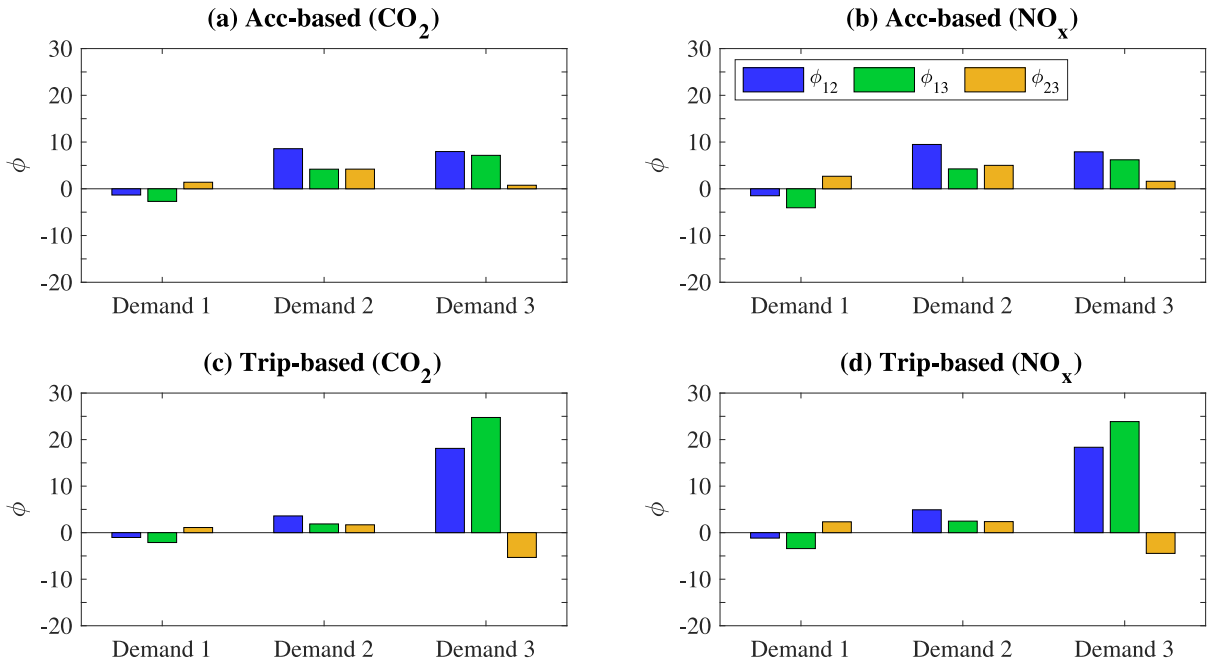 (a) Acc-based (CO₂)
30
20
10
0
-10
-20
ϕ
Demand 1 Demand 2 Demand 3
(b) Acc-based (NOₓ)
ϕ₁₂ ϕ₁₃ ϕ₂₃
30
20
10
0
-10
-20
ϕ
Demand 1 Demand 2 Demand 3
(c) Trip-based (CO₂)
30
20
10
0
-10
-20
ϕ
Demand 1 Demand 2 Demand 3
(d) Trip-based (NOₓ)
30
20
10
0
-10
-20
ϕ
Demand 1 Demand 2 Demand 3